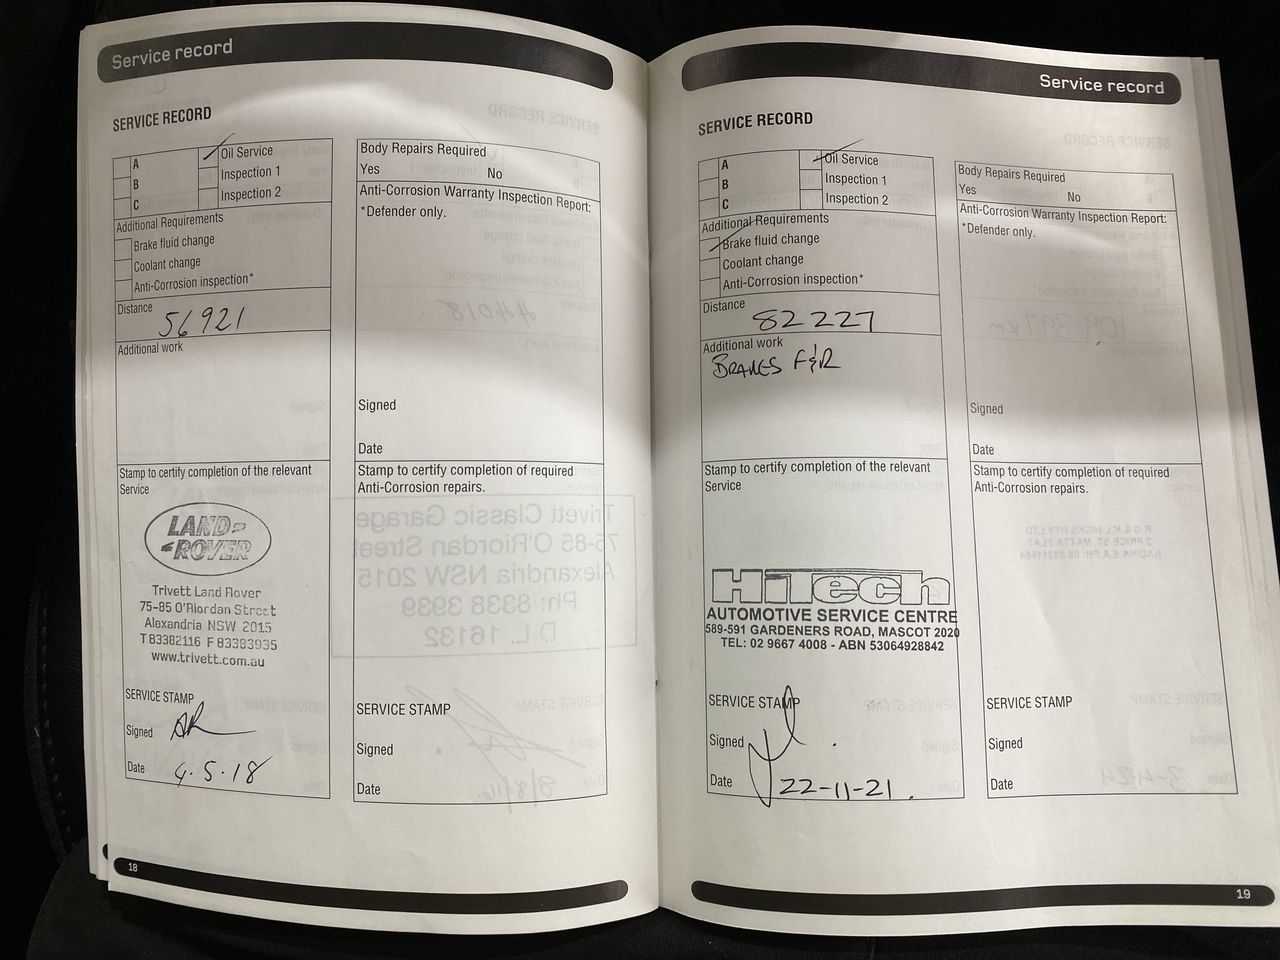 Service record
SERVICE RECORD
A
B
C
Oil Service
Inspection 1
Inspection 2
Additional Requirements
Brake fluid change
Coolant change
Anti-Corrosion inspection*
Distance
56921
Additional work
Stamp to certify completion of the relevant
Service
LAND-
ROVER
Trivett Land Rover
75-85 O'Riordan Street
Alexandria NSW 2015
T 83382116 F 83383935
www.trivett.com.au
SERVICE STAMP
Signed
Date 4.5.18
Body Repairs Required
Yes No
Anti-Corrosion Warranty Inspection Report:
*Defender only.
Signed
Date
Stamp to certify completion of required
Anti-Corrosion repairs.
SERVICE STAMP
Signed
Date
18
Service record
SERVICE RECORD
A
B
C
Oil Service
Inspection 1
Inspection 2
Additional Requirements
Brake fluid change
Coolant change
Anti-Corrosion inspection*
Distance
82227
Additional work
BRAKES F&R
Stamp to certify completion of the relevant
Service
HiTech
AUTOMOTIVE SERVICE CENTRE
589-591 GARDENERS ROAD, MASCOT 2020
TEL: 02 9667 4008 - ABN 53064928842
SERVICE STAMP
Signed
Date 22-11-21.
Body Repairs Required
Yes No
Anti-Corrosion Warranty Inspection Report:
*Defender only.
Signed
Date
Stamp to certify completion of required
Anti-Corrosion repairs.
SERVICE STAMP
Signed
Date
19